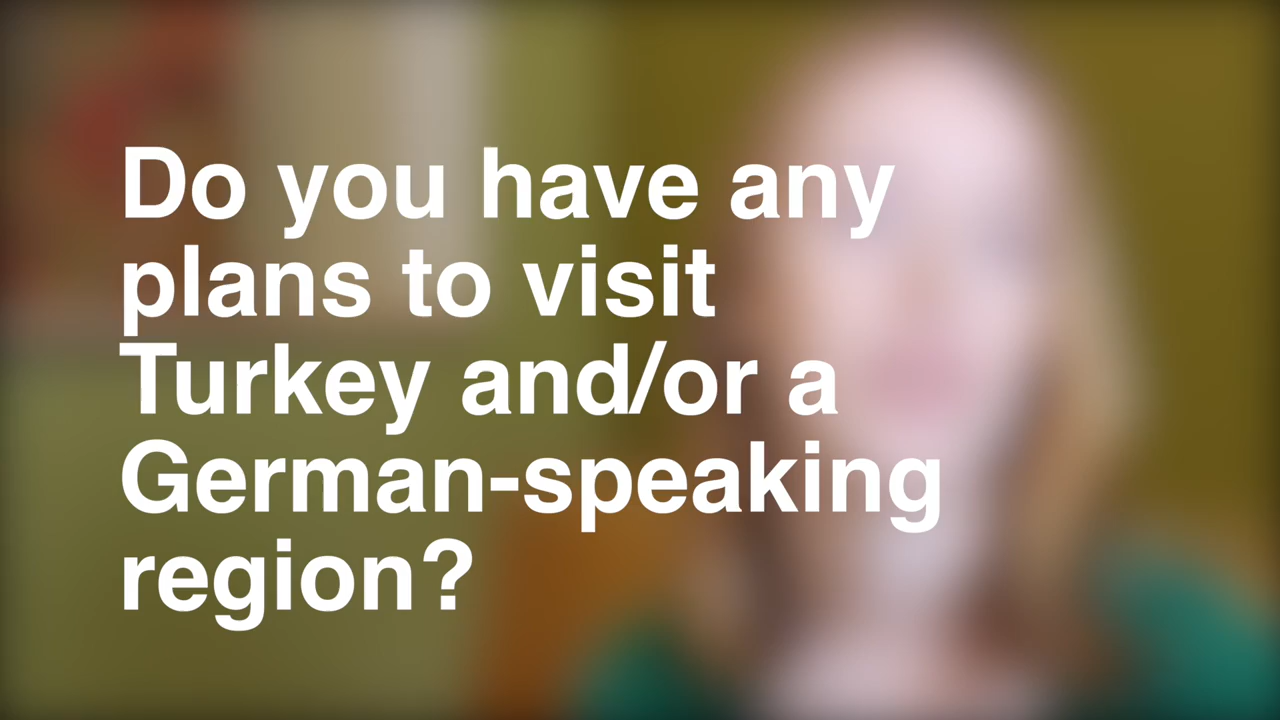 Do you have any
plans to visit
Turkey and/or a
German-speaking
region?